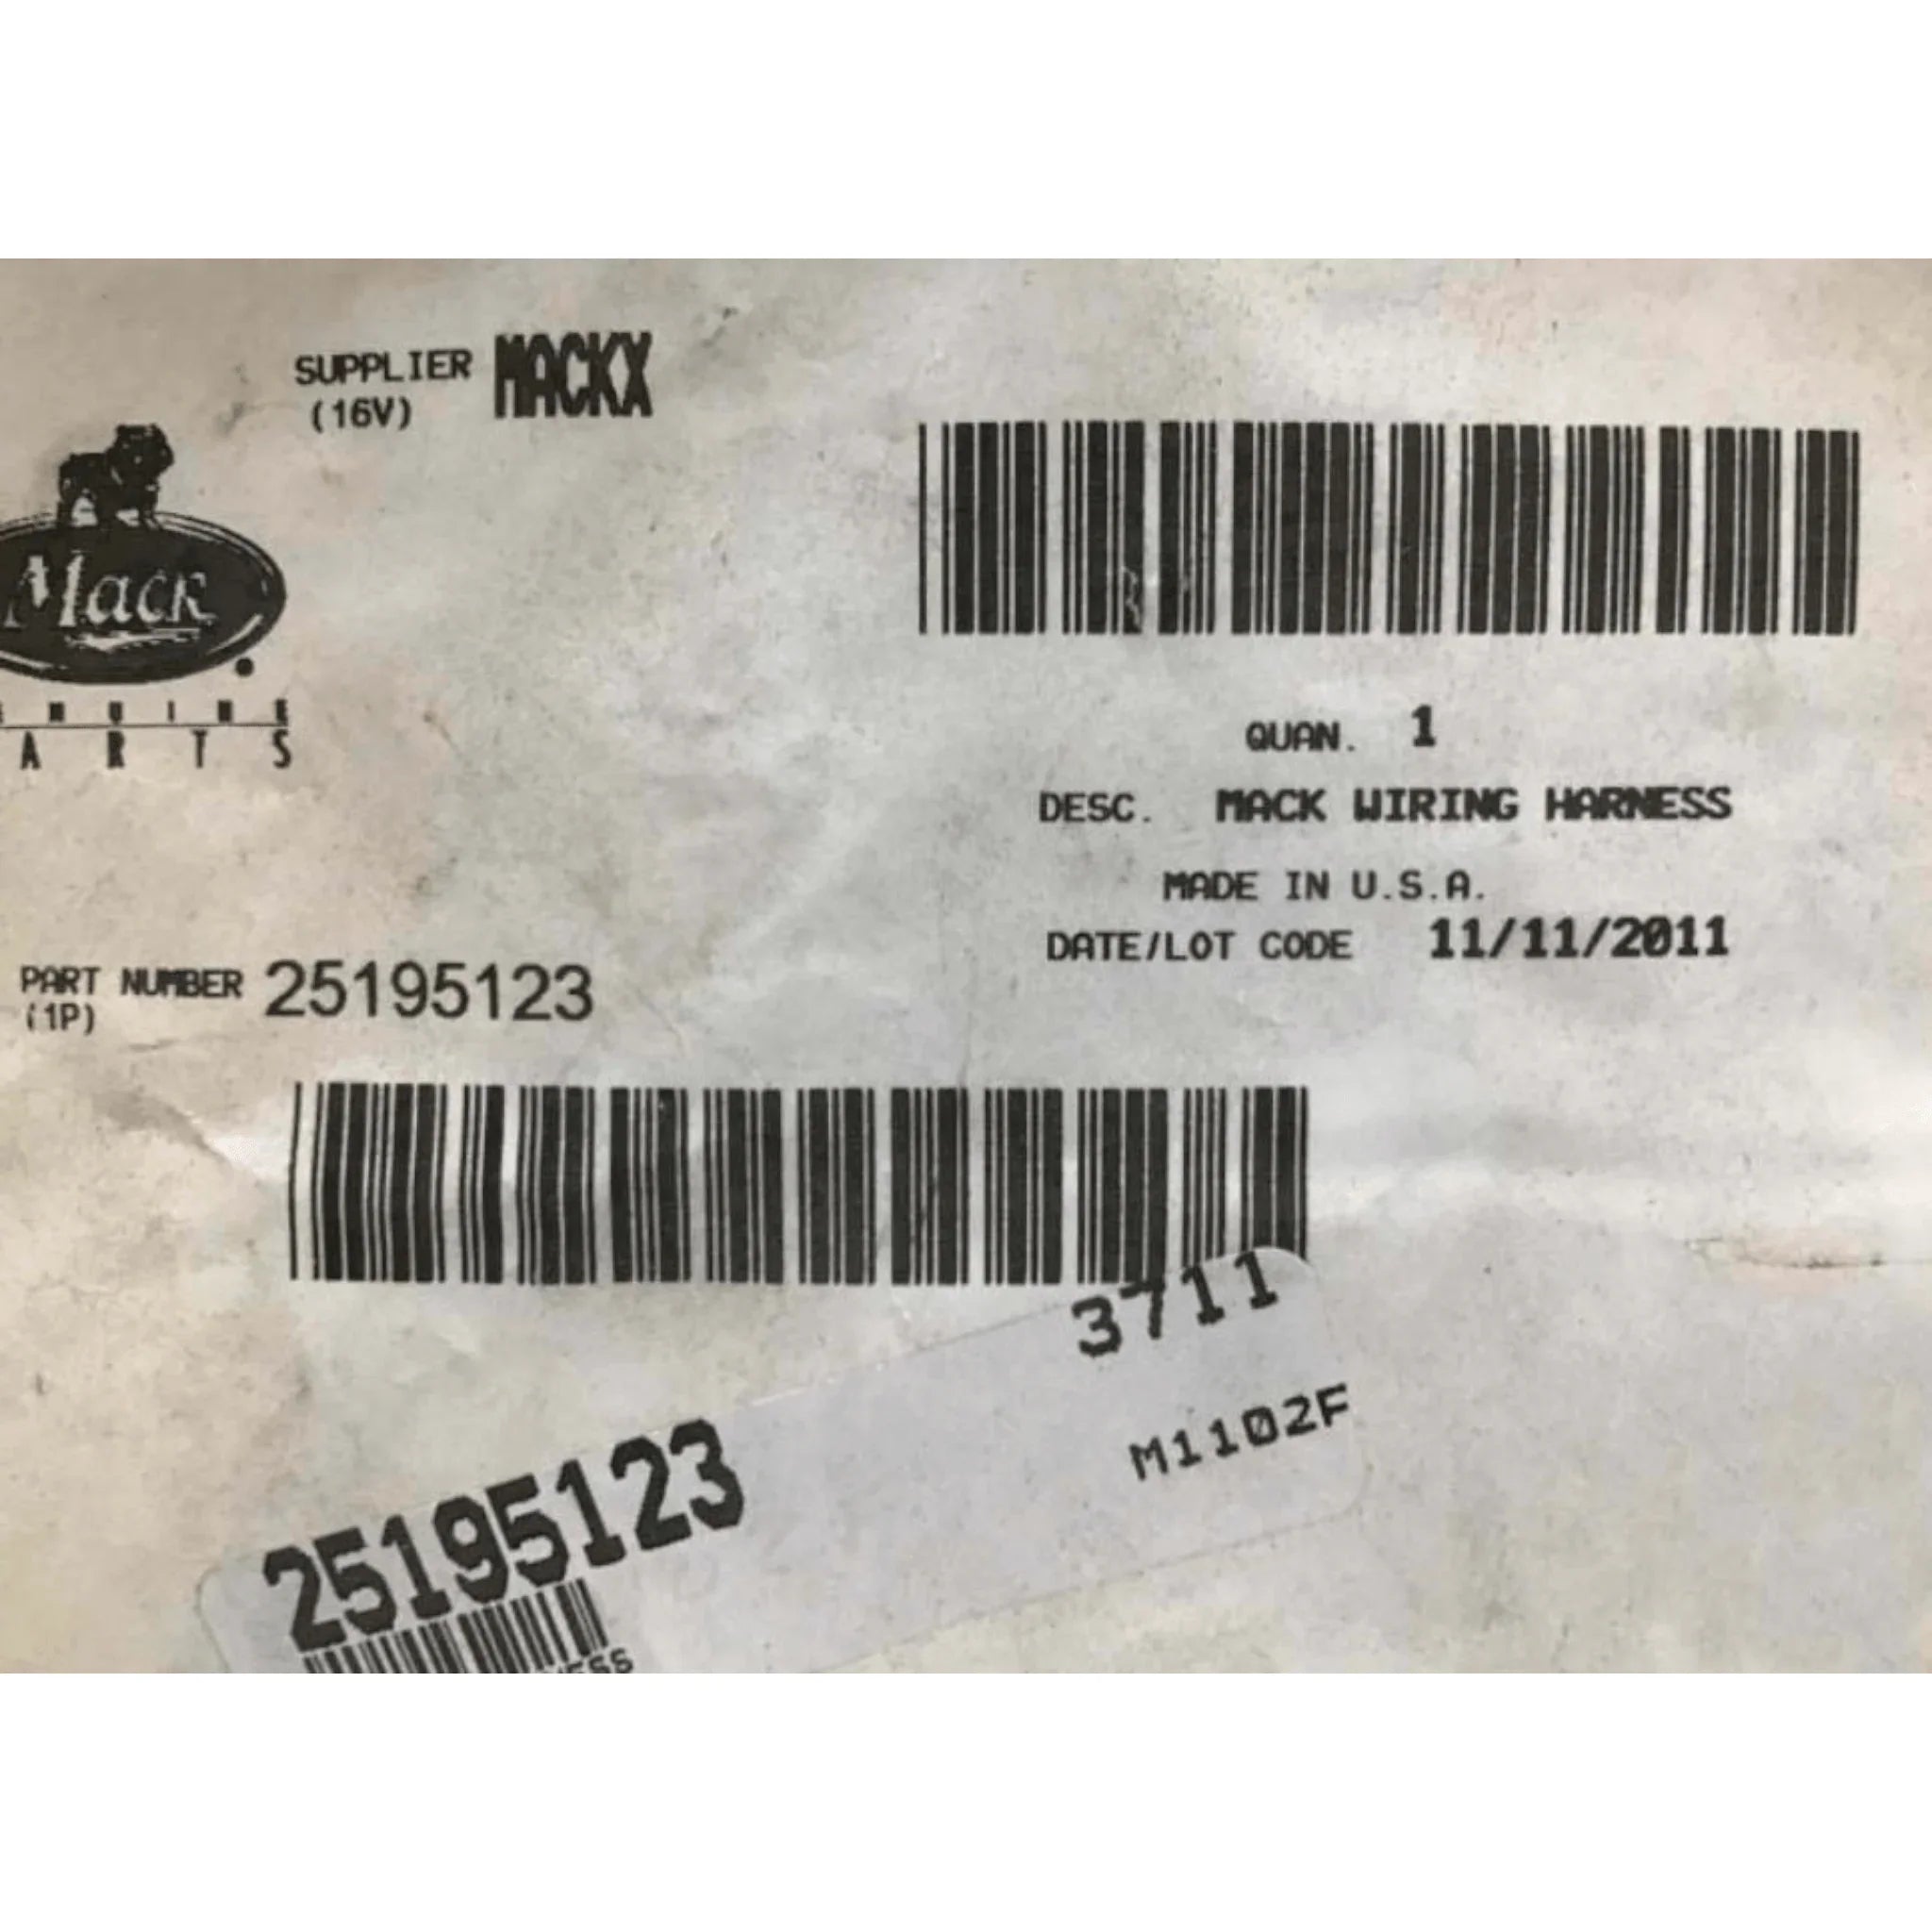 SUPPLIER MACKX
(16V)
Mack
ENUINE
ARTS
QUAN. 1
DESC. MACK WIRING HARNESS
MADE IN U.S.A.
DATE/LOT CODE 11/11/2011
PART NUMBER 25195123
(1P)
3711
M1102F
25195123